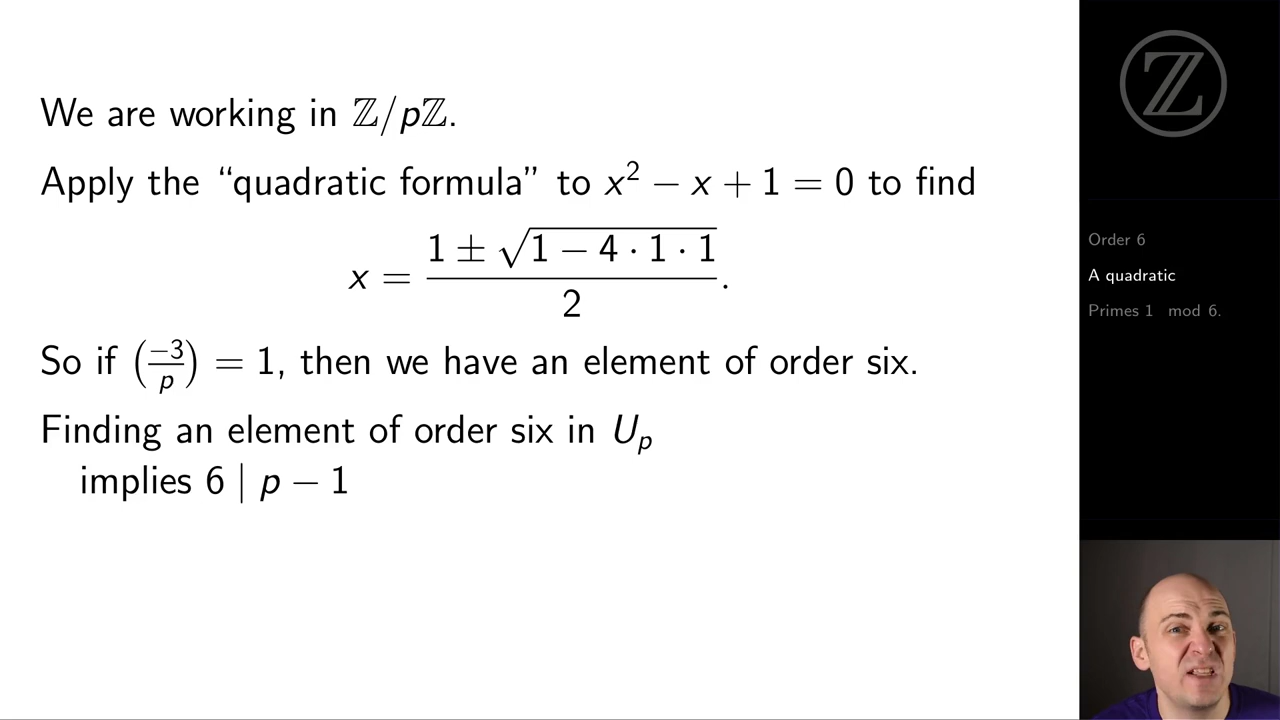 We are working in ℤ/pℤ.
Apply the “quadratic formula” to x² − x + 1 = 0 to find
x = (1 ± √(1 − 4 · 1 · 1))/2.
So if (−3/p) = 1, then we have an element of order six.
Finding an element of order six in Uₚ
implies 6 | p − 1
ℤ
Order 6
A quadratic
Primes 1 mod 6.